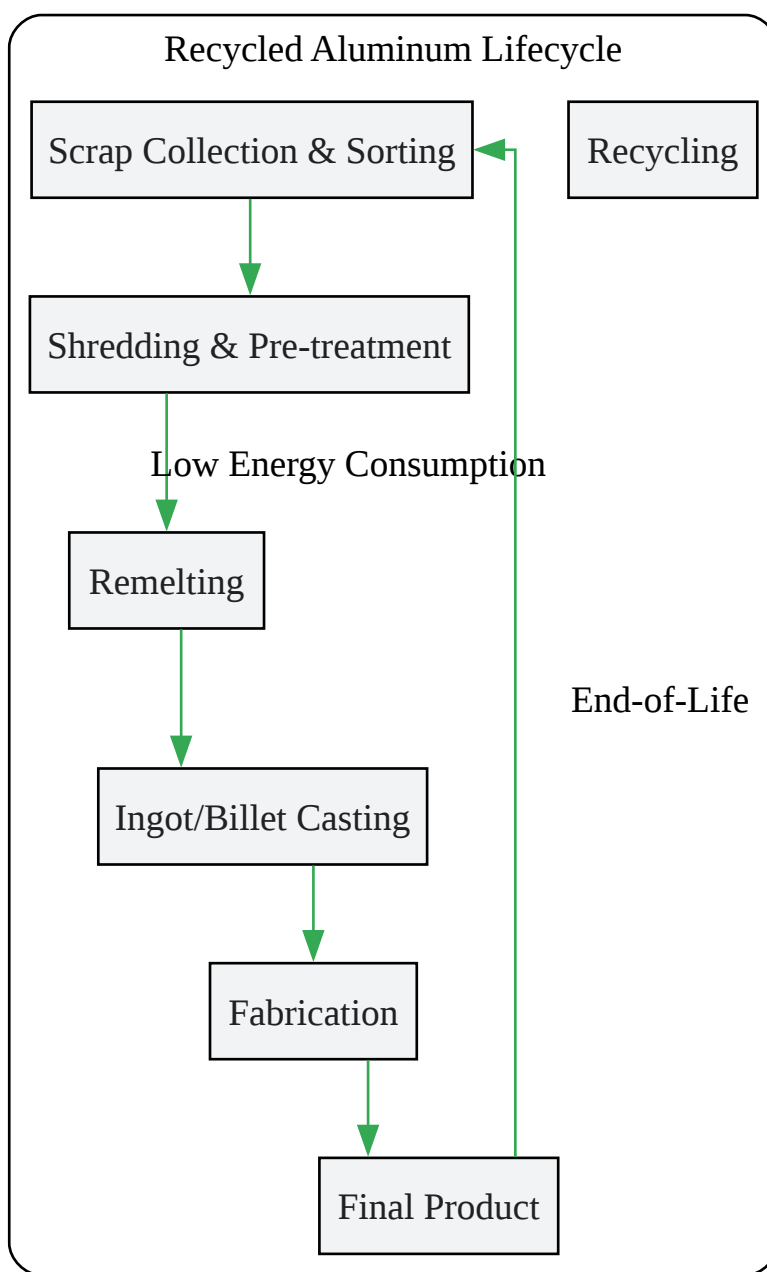 Recycled Aluminum Lifecycle
Scrap Collection & Sorting
Recycling
Shredding & Pre-treatment
Low Energy Consumption
Remelting
End-of-Life
Ingot/Billet Casting
Fabrication
Final Product